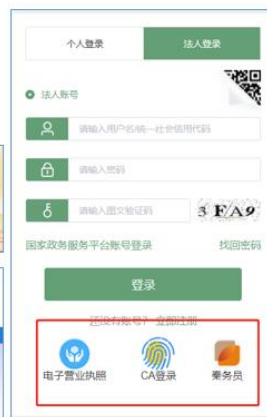 个人登录
法人登录
法人账号
请输入用户名/统一社会信用代码
请输入密码
请输入图文验证码
3 F/A9
国家政务服务平台账号登录
找回密码
登录
还没有账号? 立即注册
电子营业执照
CA登录
秦务员